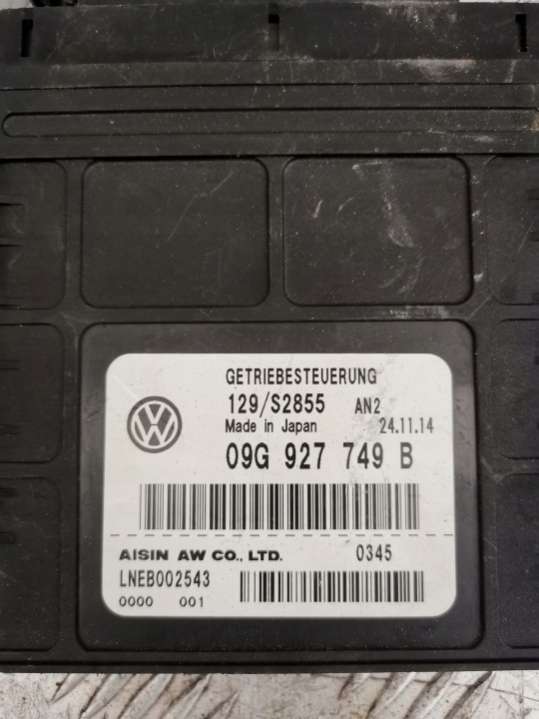 GETRIEBESTEUERUNG
129/S2855 AN2
Made in Japan 24.11.14
09G 927 749 B
AISIN AW CO., LTD. 0345
LNEB002543
0000 001